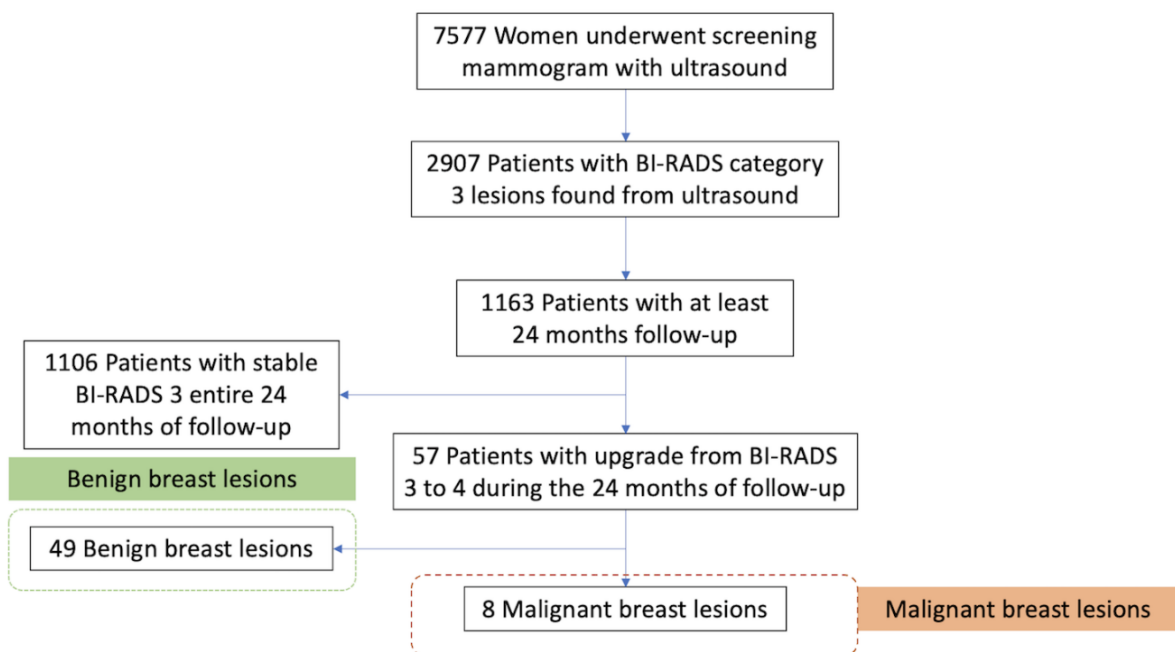 7577 Women underwent screening
mammogram with ultrasound
2907 Patients with BI-RADS category
3 lesions found from ultrasound
1163 Patients with at least
24 months follow-up
1106 Patients with stable
BI-RADS 3 entire 24
months of follow-up
57 Patients with upgrade from BI-RADS
3 to 4 during the 24 months of follow-up
Benign breast lesions
49 Benign breast lesions
8 Malignant breast lesions
Malignant breast lesions